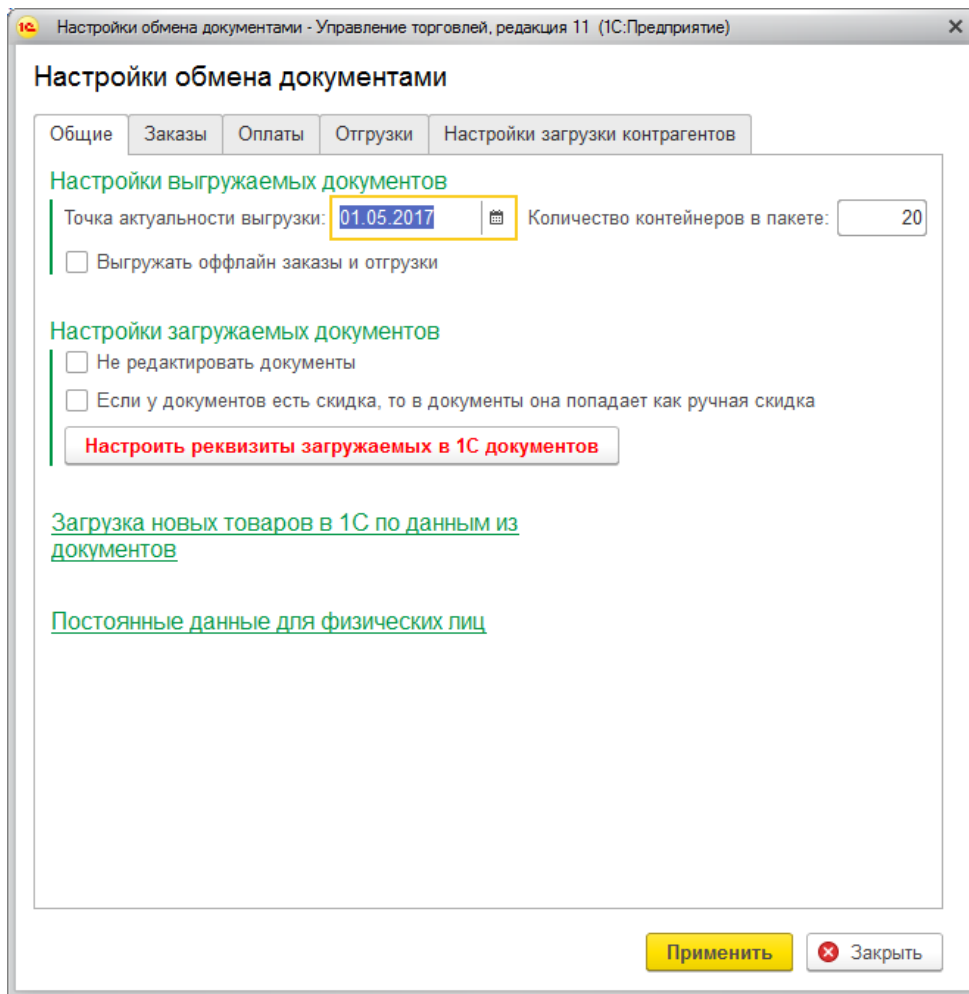 1С Настройки обмена документами - Управление торговлей, редакция 11 (1С:Предприятие)
Настройки обмена документами
Общие Заказы Оплаты Отгрузки Настройки загрузки контрагентов
Настройки выгружаемых документов
Точка актуальности выгрузки: 01.05.2017 Количество контейнеров в пакете: 20
Выгружать оффлайн заказы и отгрузки
Настройки загружаемых документов
Не редактировать документы
Если у документов есть скидка, то в документы она попадает как ручная скидка
Настроить реквизиты загружаемых в 1С документов
Загрузка новых товаров в 1С по данным из
документов
Постоянные данные для физических лиц
Применить Закрыть